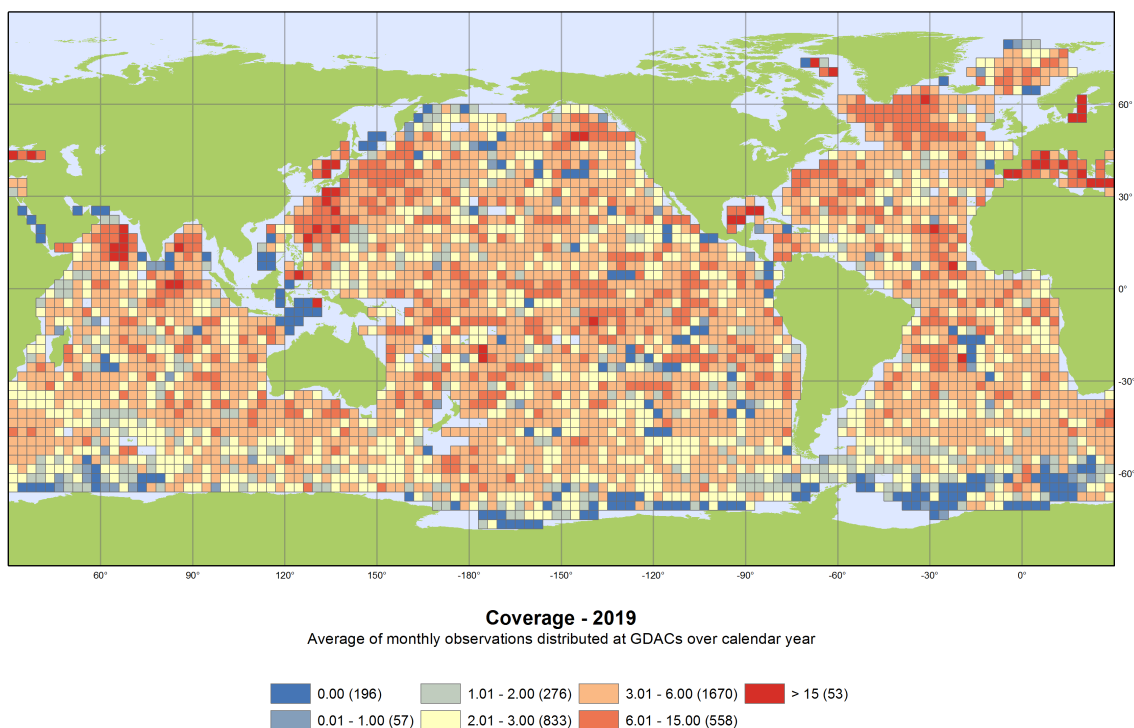 60°
30°
0°
-30°
-60°
60° 90° 120° 150° -180° -150° -120° -90° -60° -30° 0°
Coverage - 2019
Average of monthly observations distributed at GDACs over calendar year
0.00 (196) 1.01 - 2.00 (276) 3.01 - 6.00 (1670) > 15 (53)
0.01 - 1.00 (57) 2.01 - 3.00 (833) 6.01 - 15.00 (558)